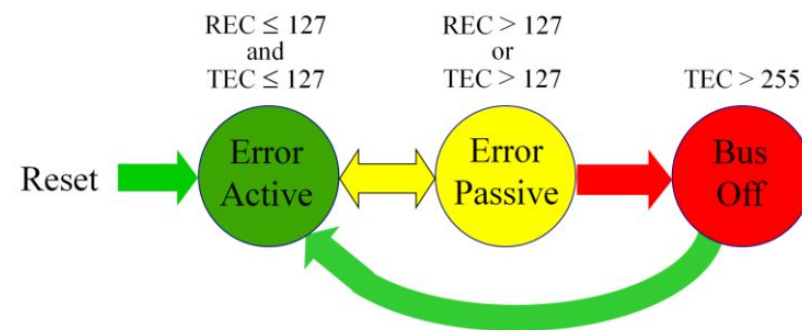 REC ≤ 127
and
TEC ≤ 127
REC > 127
or
TEC > 127
TEC > 255
Reset
Error
Active
Error
Passive
Bus
Off